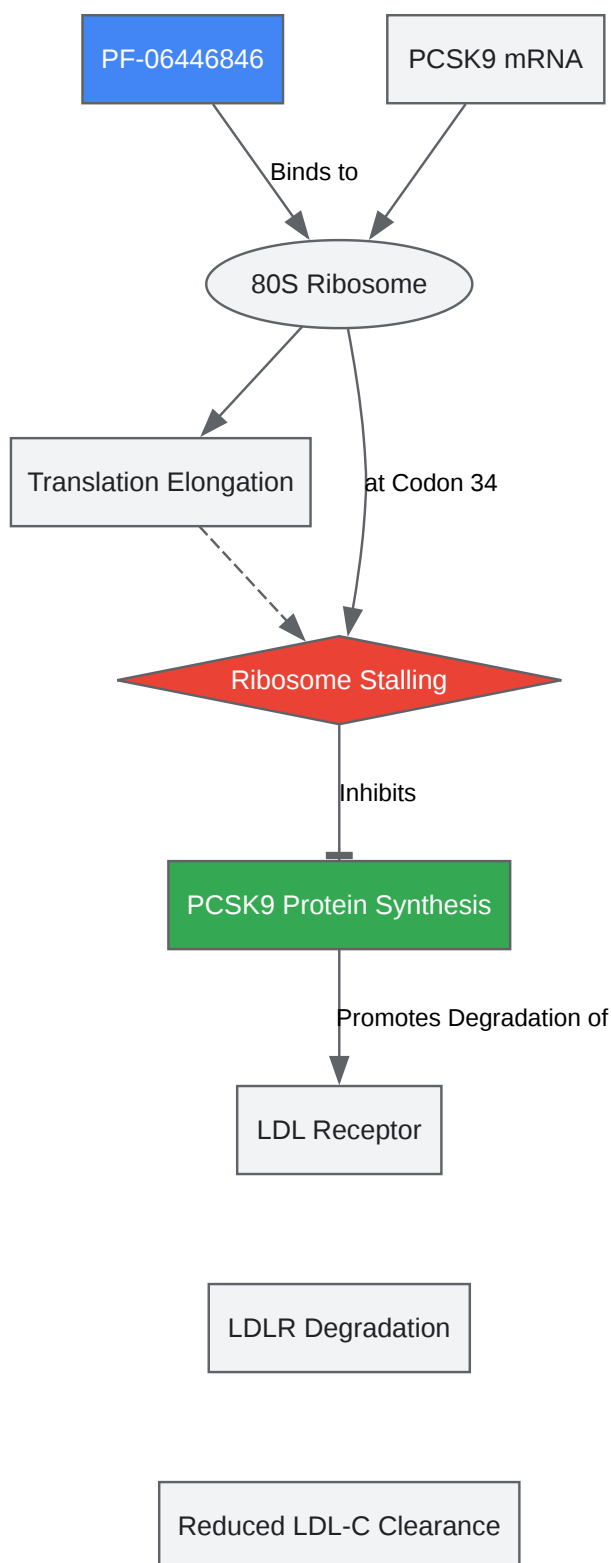 PF-06446846
PCSK9 mRNA
Binds to
80S Ribosome
Translation Elongation
at Codon 34
Ribosome Stalling
Inhibits
PCSK9 Protein Synthesis
Promotes Degradation of
LDL Receptor
LDLR Degradation
Reduced LDL-C Clearance